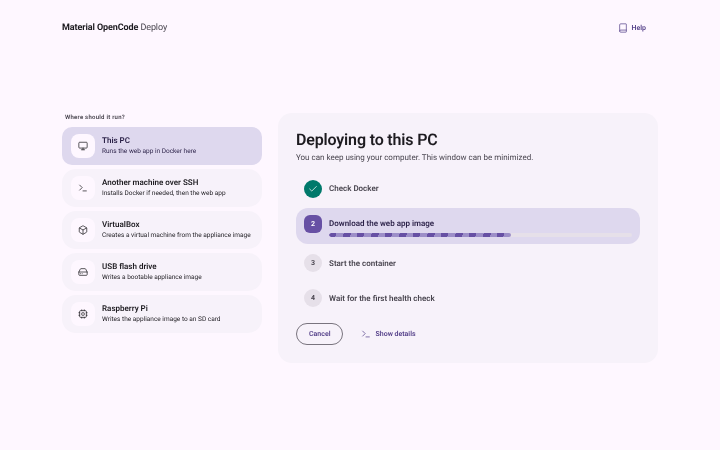 Material OpenCode Deploy
Help
Where should it run?
This PC
Runs the web app in Docker here
Another machine over SSH
Installs Docker if needed, then the web app
VirtualBox
Creates a virtual machine from the appliance image
USB flash drive
Writes a bootable appliance image
Raspberry Pi
Writes the appliance image to an SD card
Deploying to this PC
You can keep using your computer. This window can be minimized.
Check Docker
2 Download the web app image
3 Start the container
4 Wait for the first health check
Cancel
Show details